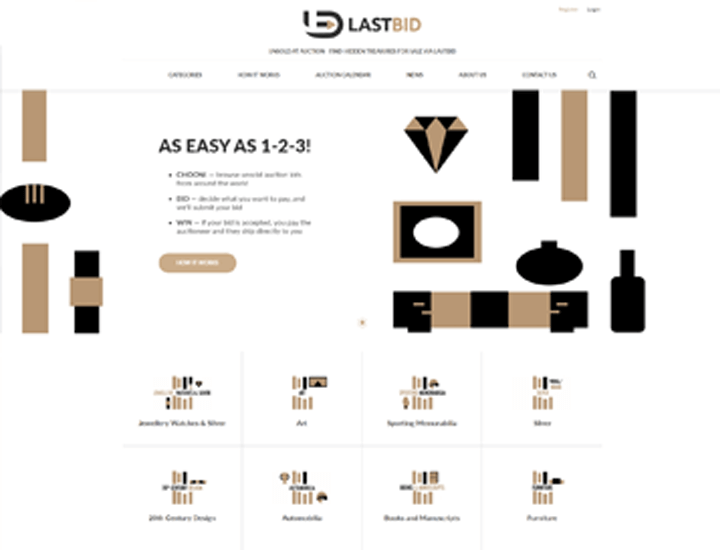 Register Login
LASTBID
UNSOLD AT AUCTION - FIND HIDDEN TREASURES FOR SALE VIA LASTBID
CATEGORIES HOW IT WORKS AUCTION CALENDAR NEWS ABOUT US CONTACT US
AS EASY AS 1-2-3!
CHOOSE — browse unsold auction lots
from around the world
BID — decide what you want to pay, and
we'll submit your bid
WIN — if your bid is accepted, you pay the
auctioneer and they ship directly to you
HOW IT WORKS
Jewellery Watches & Silver Art Sporting Memorabilia Silver
20th Century Design Automobilia Books and Manuscripts Furniture